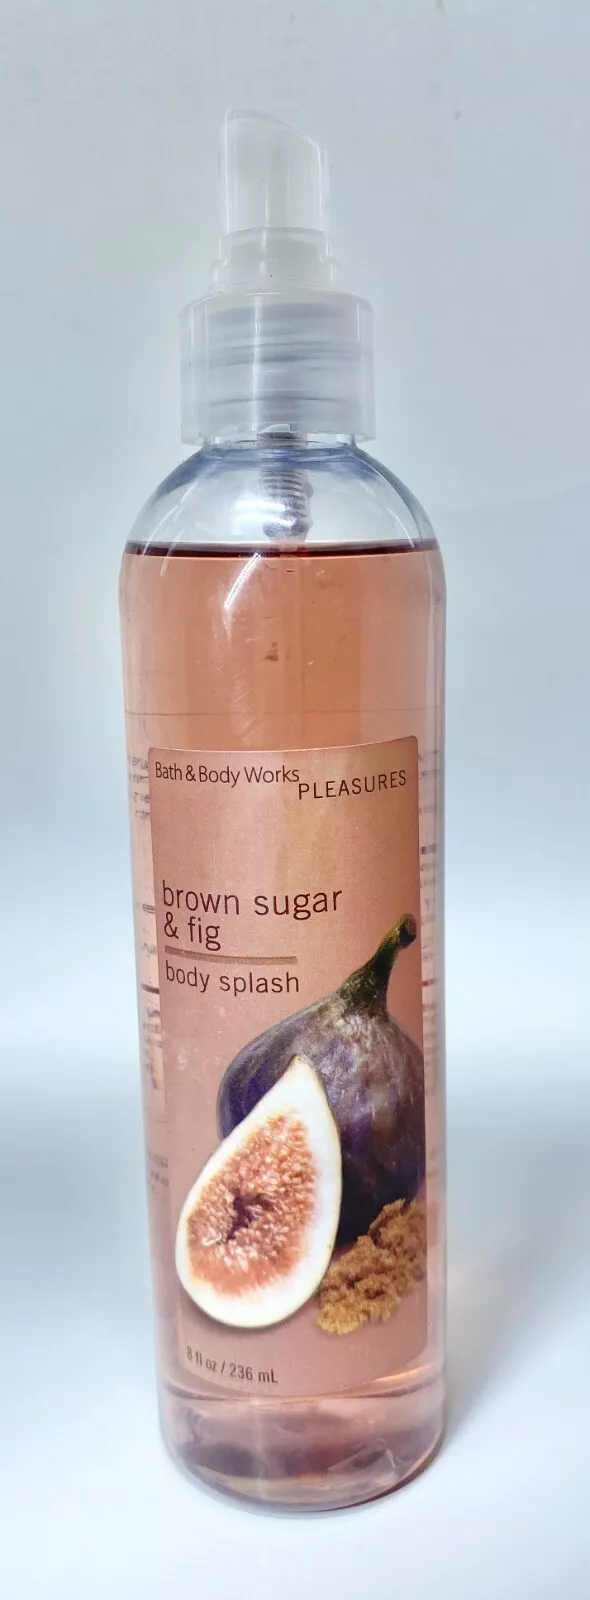 Bath & Body Works
PLEASURES
brown sugar
& fig
body splash
8 fl oz / 236 mL